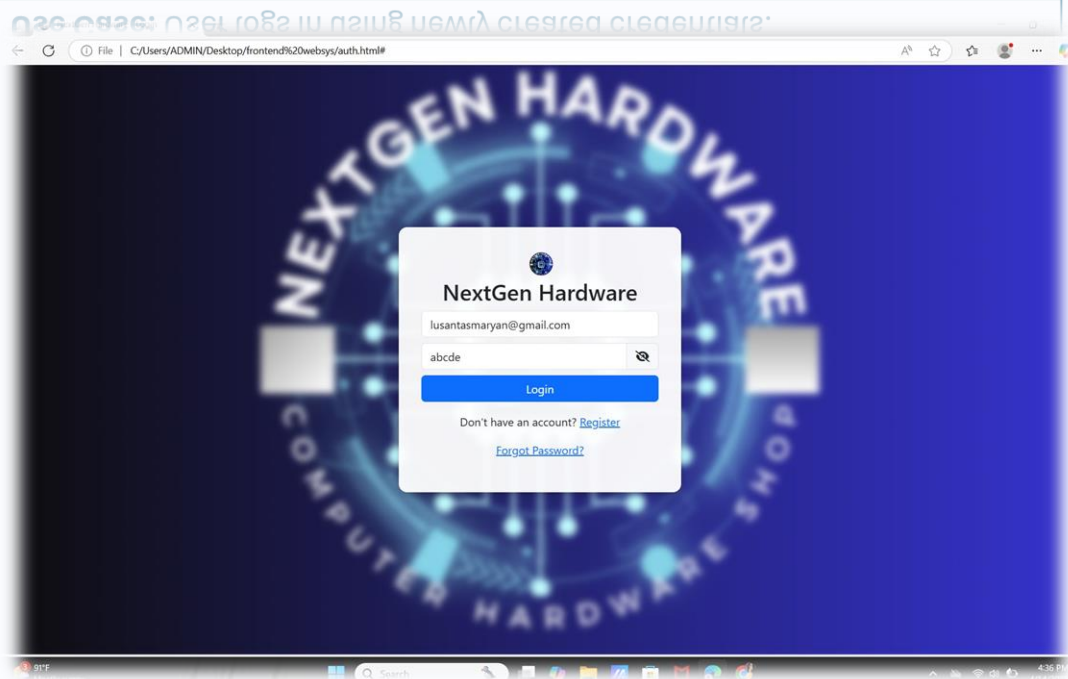 Use Case: User logs in using newly created credentials.
File
C:/Users/ADMIN/Desktop/frontend%20websys/auth.html#
NEXTGEN HARDWARE
NextGen Hardware
lusantasmaryan@gmail.com
abcde
Login
Don't have an account? Register
Forgot Password?
COMPUTER HARDWARE SHOP
3
91°F
Search
4:36 PM